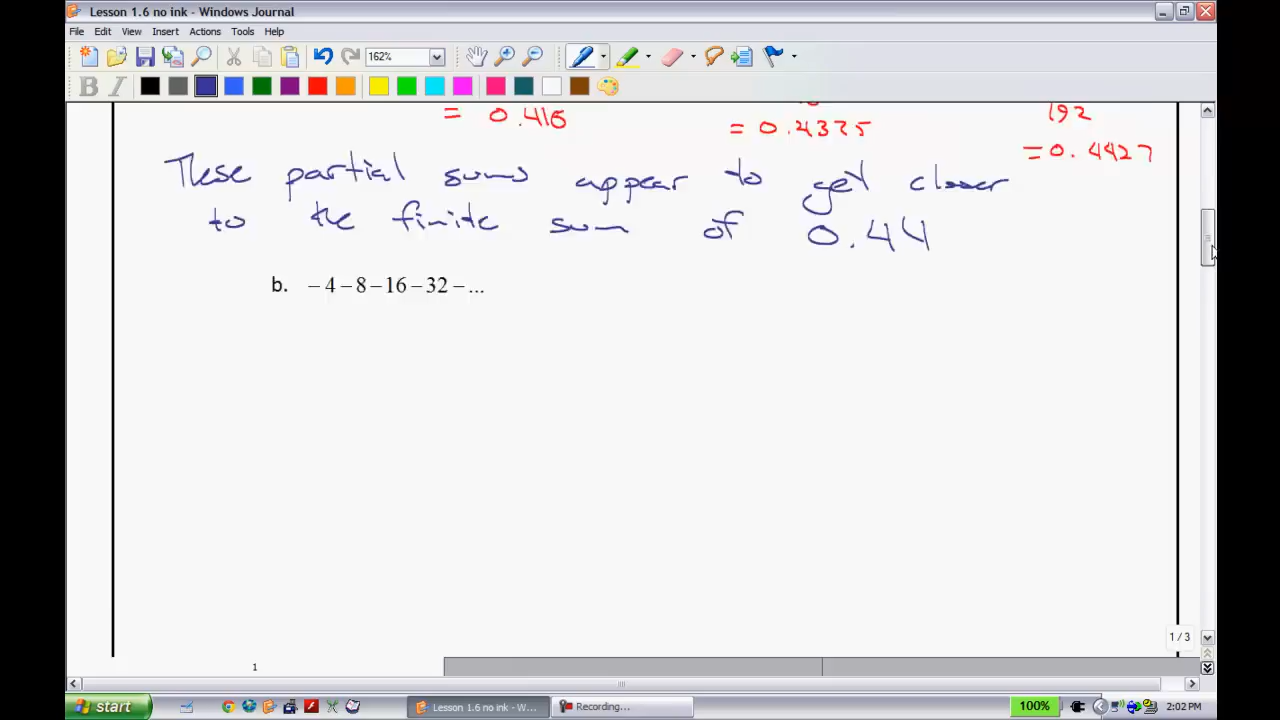 Lesson 1.6 no ink - Windows Journal
File Edit View Insert Actions Tools Help
162%
B I
= 0.416
= 0.4375
192
= 0.4427
These partial sums appear to get closer
to the finite sum of 0.44
b. – 4 – 8 – 16 – 32 – ...
1 / 3
1
start
Lesson 1.6 no ink - W...
Recording...
100%
2:02 PM